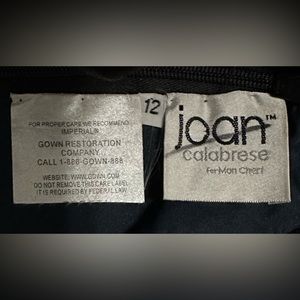 FOR PROPER CARE WE RECOMMEND
IMPERIAL®
GOWN RESTORATION
COMPANY
CALL 1-888-GOWN-888
WEBSITE: WWW.GOWN.COM
DO NOT REMOVE THIS CARE LABEL
IT IS REQUIRED BY FEDERAL LAW
12
joan™
calabrese
For Mon Cheri